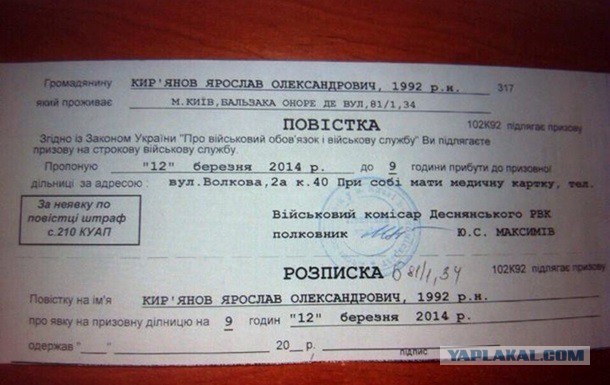 Громадянину КИР'ЯНОВ ЯРОСЛАВ ОЛЕКСАНДРОВИЧ, 1992 р.н. 317
який проживає М.КИЇВ,БАЛЬЗАКА ОНОРЕ ДЕ ВУЛ,81/1,34
ПОВІСТКА 102К92 підлягає призову
Згідно із Законом України "Про військовий обов'язок і військову службу" Ви підлягаєте
призову на строкову військову службу.
Пропоную "12" березня 2014 р. до 9 години прибути до призовної
дільниці за адресою : вул.Волкова,2а к.40 При собі мати медичну картку, тел.
За неявку по
повістці штраф
с.210 КУАП
Військовий комісар Деснянського РВК
полковник Ю.С. МАКСИМІВ
РОЗПИСКА 81/1,34 102К92 підлягає призову
Повістку на ім'я КИР'ЯНОВ ЯРОСЛАВ ОЛЕКСАНДРОВИЧ, 1992 р.н.
про явку на призовну ділницю на 9 годин "12" березня 2014 р.
одержав "___" 20__ р. підпис
YAPLAKAL.COM